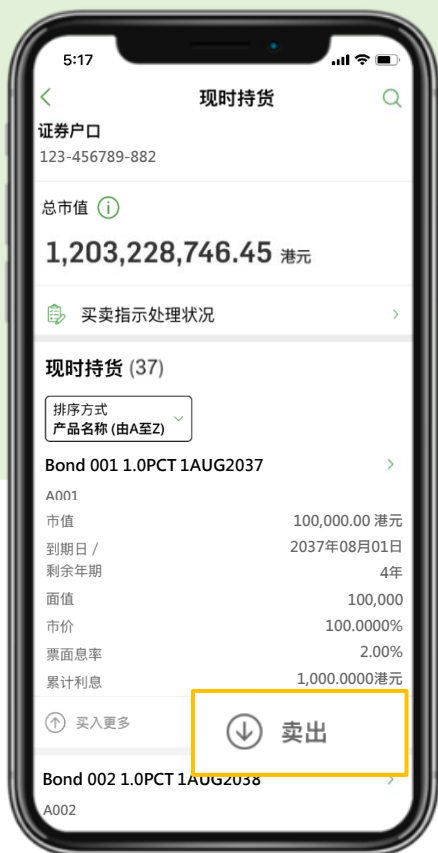 5:17
现时持货
证券户口
123-456789-882
总市值
1,203,228,746.45 港元
买卖指示处理状况
现时持货 (37)
排序方式
产品名称 (由A至Z)
Bond 001 1.0PCT 1AUG2037
A001
市值 100,000.00 港元
到期日 / 2037年08月01日
剩余年期 4年
面值 100,000
市价 100.0000%
票面息率 2.00%
累计利息 1,000.0000港元
买入更多
卖出
Bond 002 1.0PCT 1AUG2038
A002